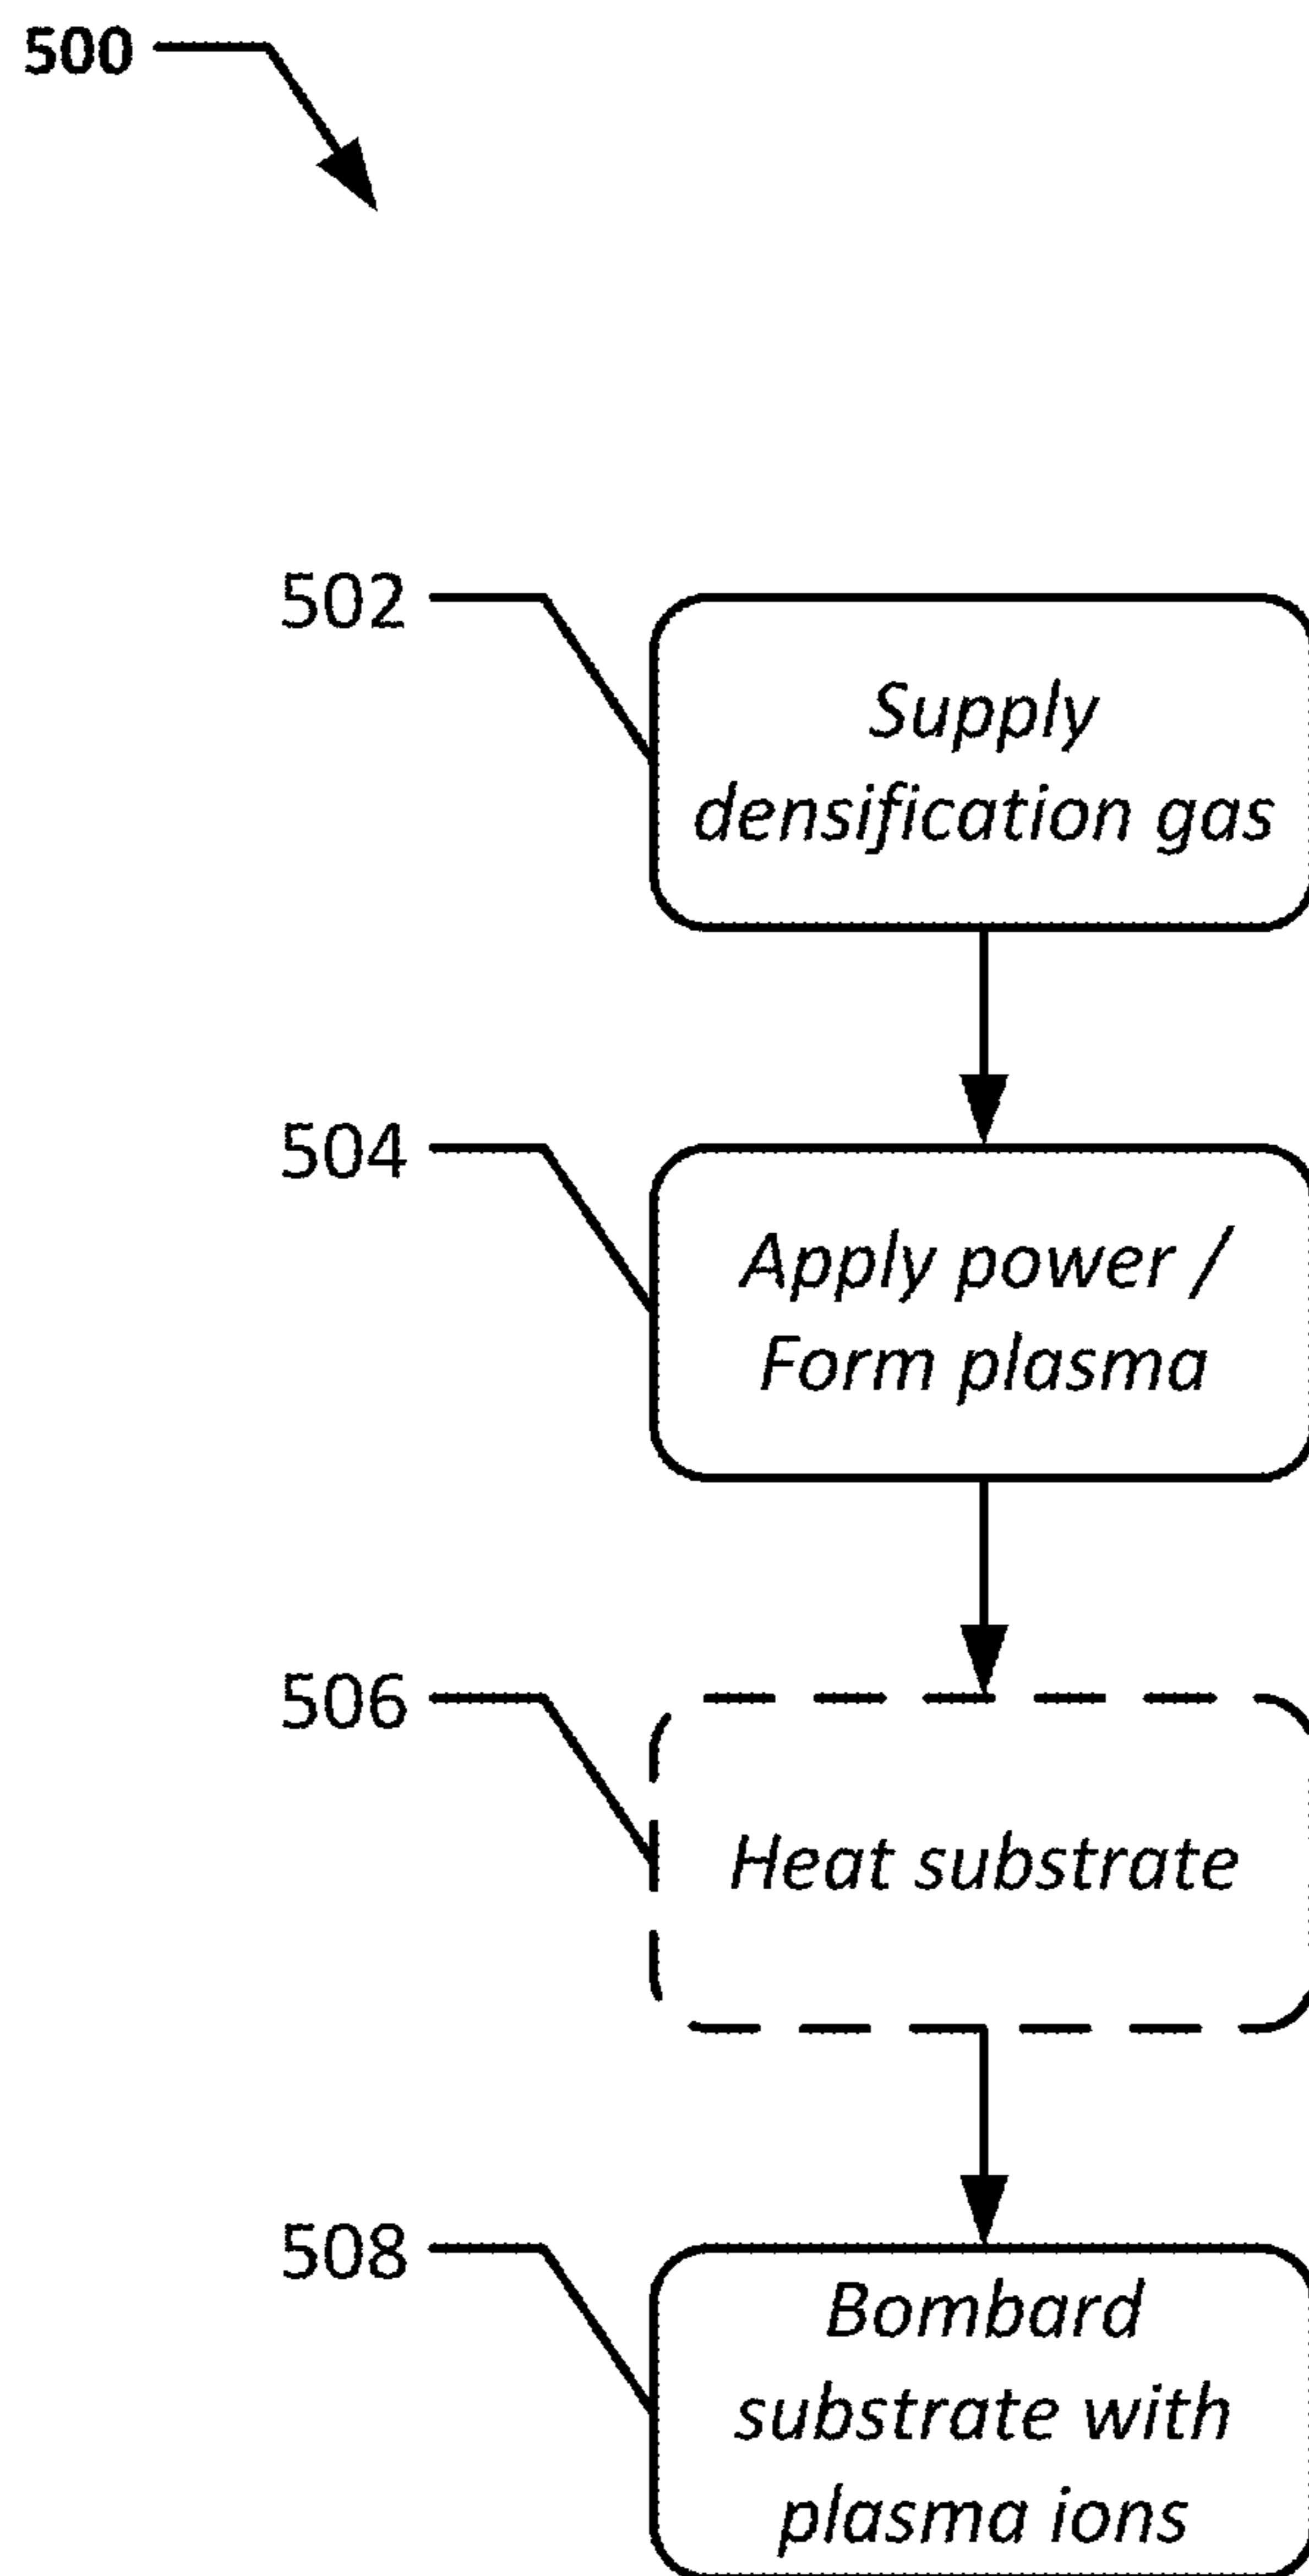 500
502
Supply
densification gas
504
Apply power /
Form plasma
506
Heat substrate
508
Bombard
substrate with
plasma ions